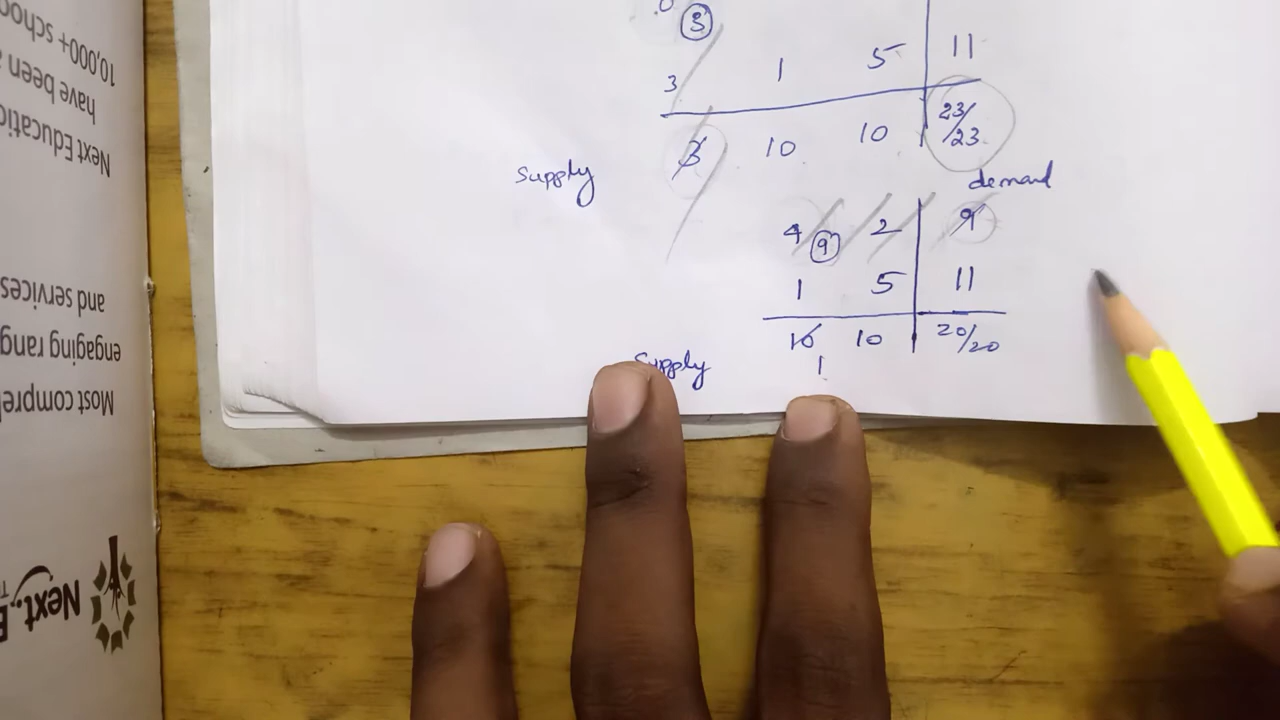 0 3
3 1 5 11
3 10 10 23/23
Supply
demand
4 9 2 9
1 5 11
10 10 20/20
Supply 1
10,000+ schoo
have been a
Next Educatio
and services
engaging rang
Most compreh
Next